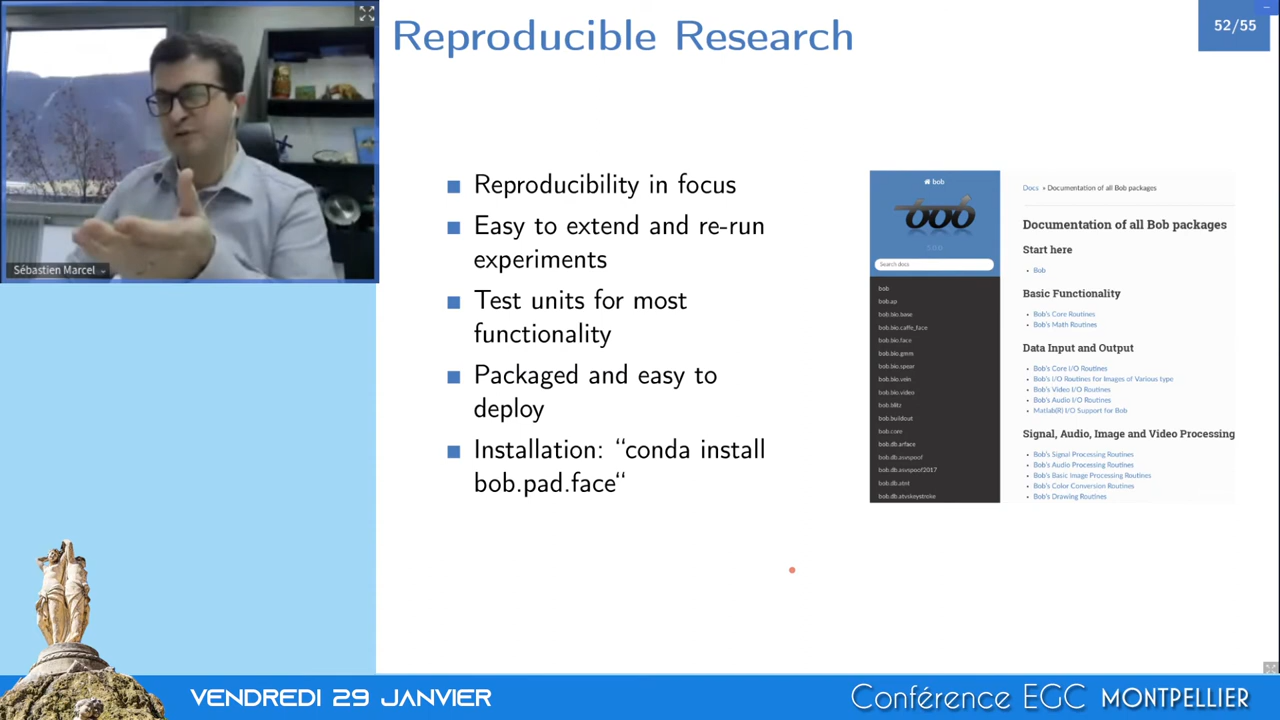 Reproducible Research
52/55
Sébastien Marcel
Reproducibility in focus
Easy to extend and re-run
experiments
Test units for most
functionality
Packaged and easy to
deploy
Installation: “conda install
bob.pad.face“
bob
bob
Search docs
bob
bob.ap
bob.bio.base
bob.bio.caffe_face
bob.bio.face
bob.bio.gmm
bob.bio.spear
bob.bio.vein
bob.bio.video
bob.blitz
bob.buildout
bob.core
bob.db.arface
bob.db.asvspoof
bob.db.asvspoof2017
bob.db.atnt
bob.db.atvskeystroke
Docs » Documentation of all Bob packages
Documentation of all Bob packages
Start here
Bob
Basic Functionality
Bob's Core Routines
Bob's Math Routines
Data Input and Output
Bob's Core I/O Routines
Bob's I/O Routines for Images of Various type
Bob's Video I/O Routines
Bob's Audio I/O Routines
Matlab(R) I/O Support for Bob
Signal, Audio, Image and Video Processing
Bob's Signal Processing Routines
Bob's Audio Processing Routines
Bob's Basic Image Processing Routines
Bob's Color Conversion Routines
Bob's Drawing Routines
VENDREDI 29 JANVIER
Conférence EGC MONTPELLIER